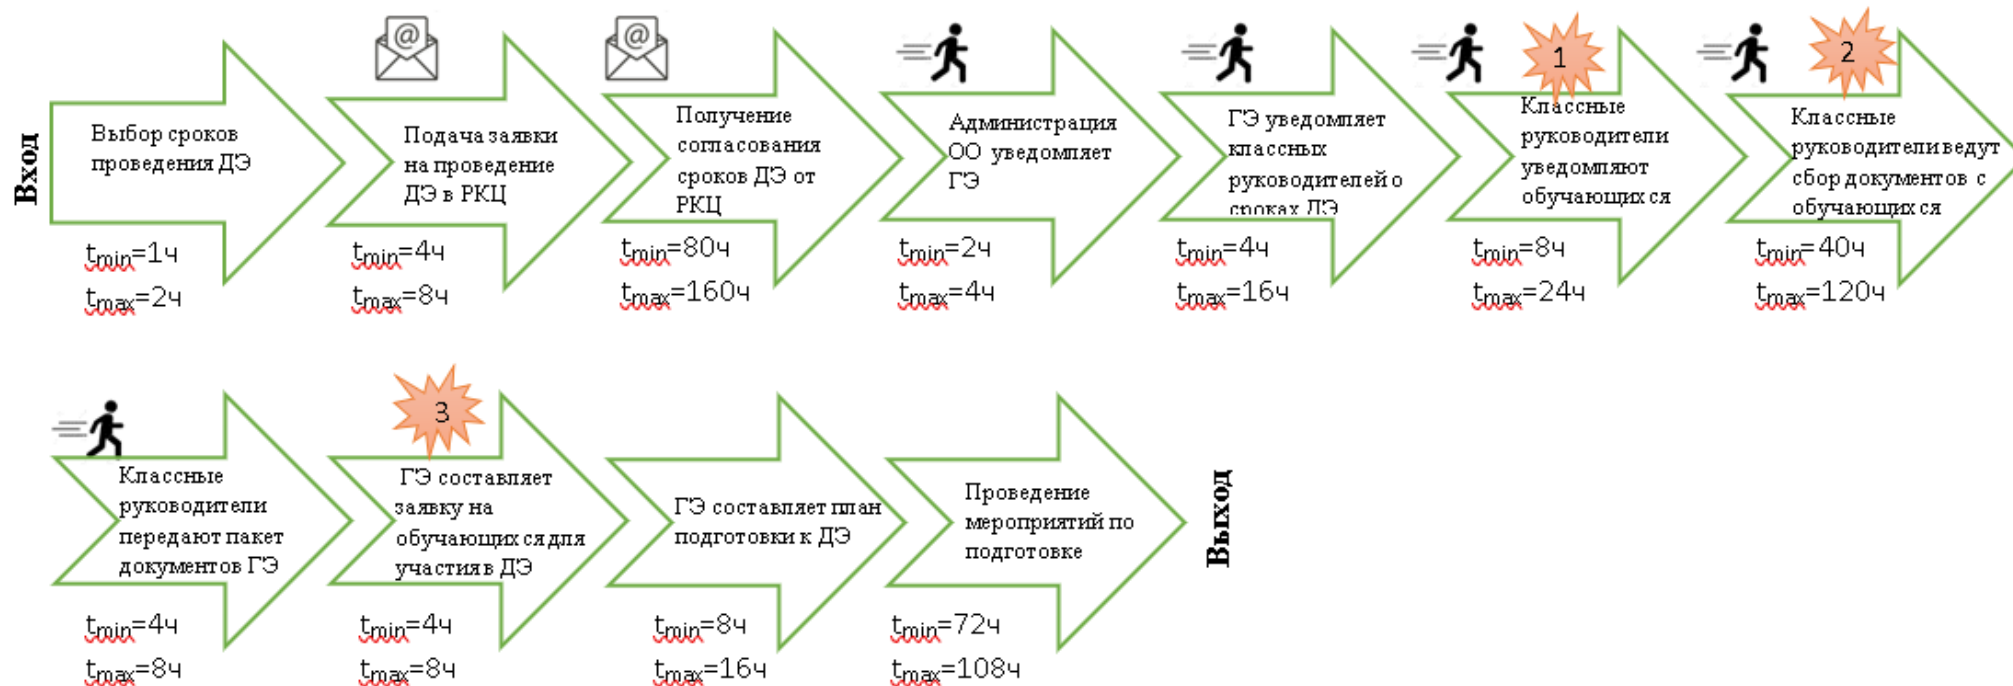 Вход
@
@
1
2
Выбор сроков
проведения ДЭ
Подача заявки
на проведение
ДЭ в РКЦ
Получение
согласования
сроков ДЭ от
РКЦ
Администрация
ОО уведомляет
ГЭ
ГЭ уведомляет
классных
руководителей о
сроках ДЭ
Классные
руководители
уведомляют
обучающихся
Классные
руководители ведут
сбор документов с
обучающихся
tmin=1ч
tmax=2ч
tmin=4ч
tmax=8ч
tmin=80ч
tmax=160ч
tmin=2ч
tmax=4ч
tmin=4ч
tmax=16ч
tmin=8ч
tmax=24ч
tmin=40ч
tmax=120ч
3
Классные
руководители
передают пакет
документов ГЭ
ГЭ составляет
заявку на
обучающихся для
участия в ДЭ
ГЭ составляет план
подготовки к ДЭ
Проведение
мероприятий по
подготовке
Выход
tmin=4ч
tmax=8ч
tmin=4ч
tmax=8ч
tmin=8ч
tmax=16ч
tmin=72ч
tmax=108ч